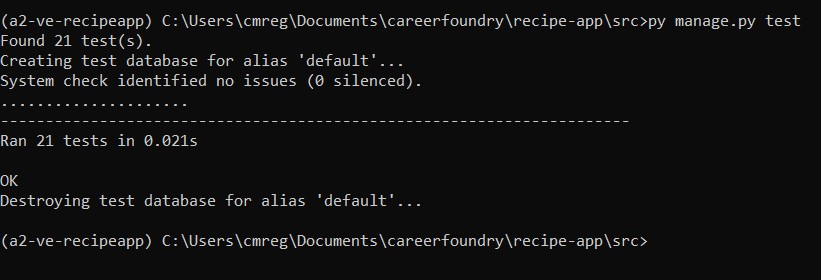 (a2-ve-recipeapp) C:\Users\cmreg\Documents\careerfoundry\recipe-app\src>py manage.py test
Found 21 test(s).
Creating test database for alias 'default'...
System check identified no issues (0 silenced).
.....................
----------------------------------------------------------------------
Ran 21 tests in 0.021s
OK
Destroying test database for alias 'default'...
(a2-ve-recipeapp) C:\Users\cmreg\Documents\careerfoundry\recipe-app\src>